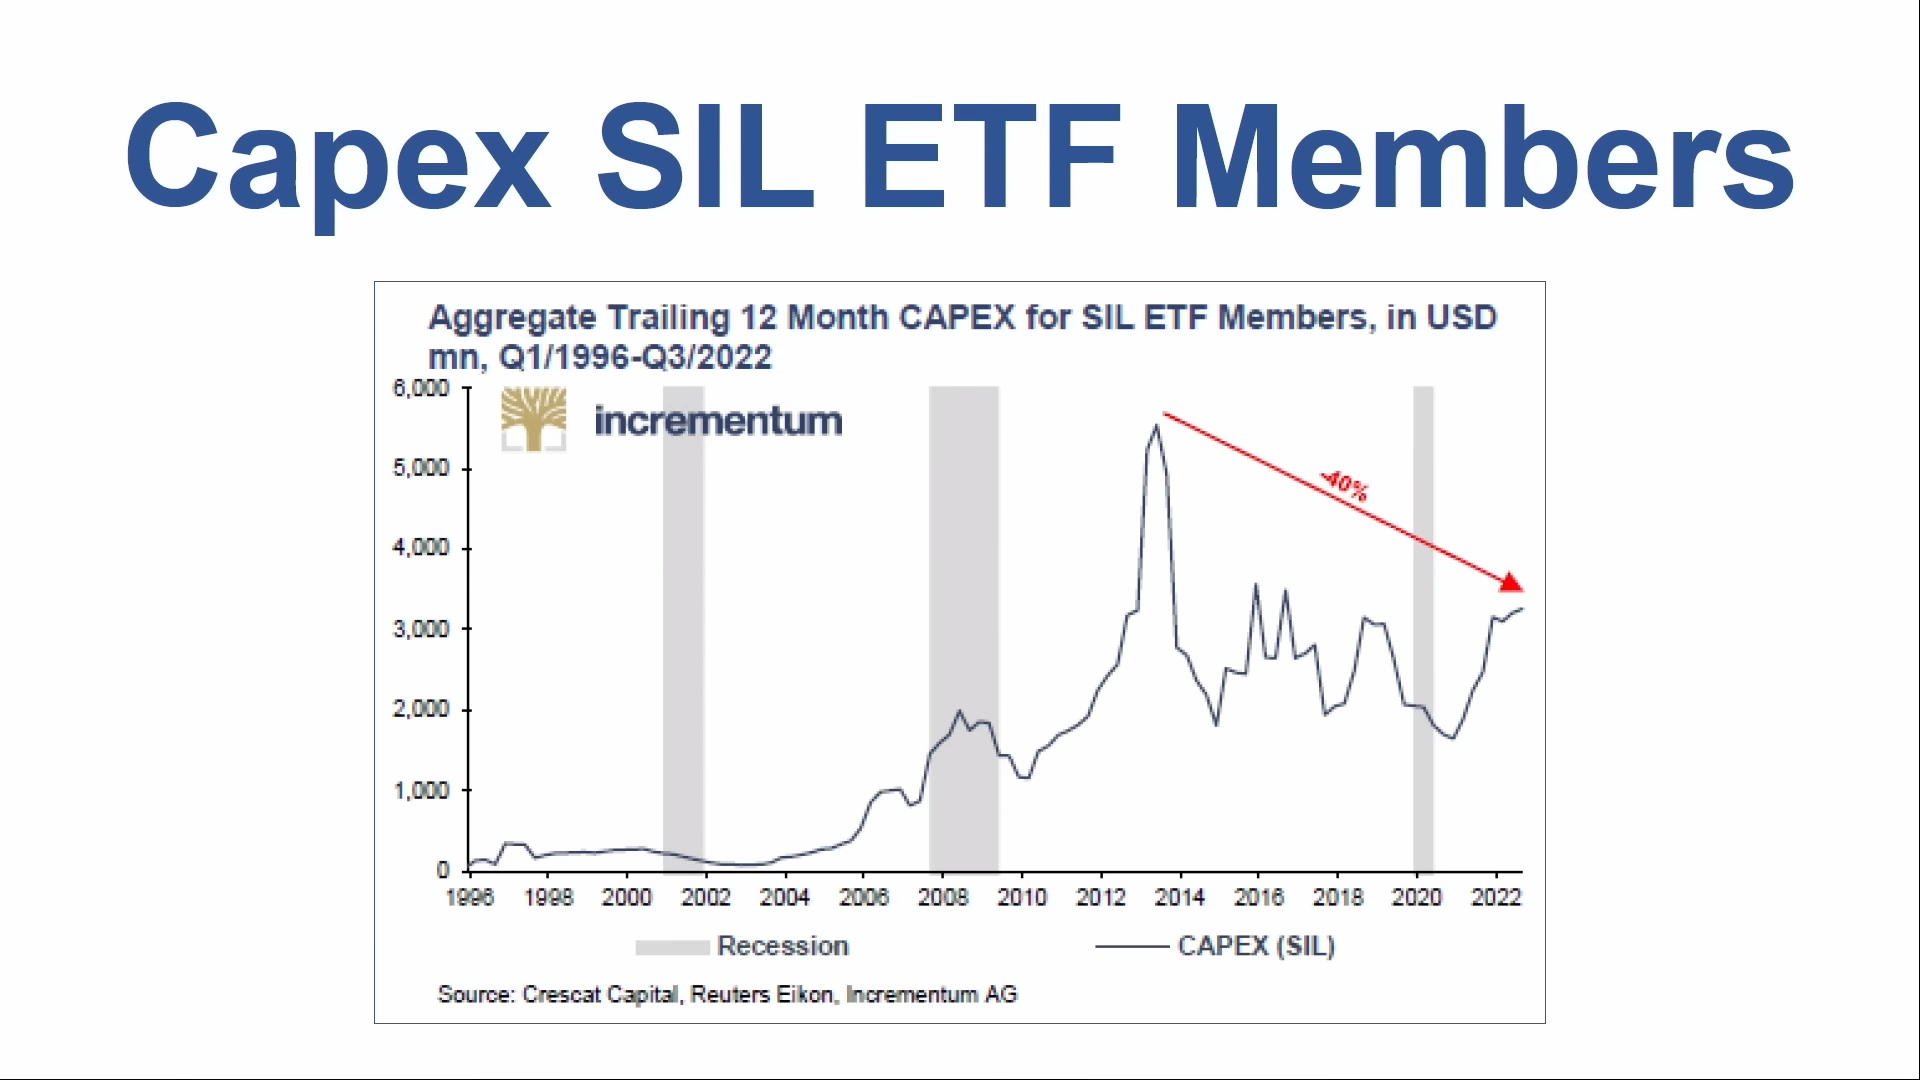 Capex SIL ETF Members
Aggregate Trailing 12 Month CAPEX for SIL ETF Members, in USD
mn, Q1/1996-Q3/2022
incrementum
6,000
5,000
4,000
3,000
2,000
1,000
0
-40%
1996 1998 2000 2002 2004 2006 2008 2010 2012 2014 2016 2018 2020 2022
Recession CAPEX (SIL)
Source: Crescat Capital, Reuters Eikon, Incrementum AG